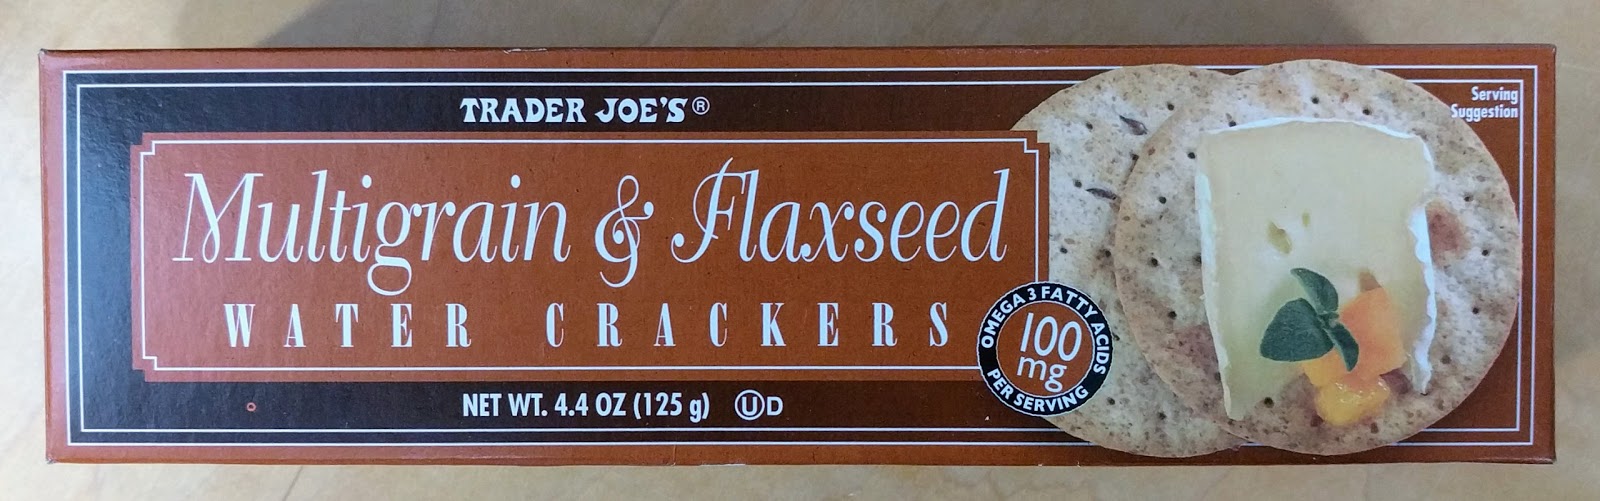 TRADER JOE'S®
Multigrain & Flaxseed
WATER CRACKERS
NET WT. 4.4 OZ (125 g) ⓊD
OMEGA 3 FATTY ACIDS
100
mg
PER SERVING
Serving
Suggestion